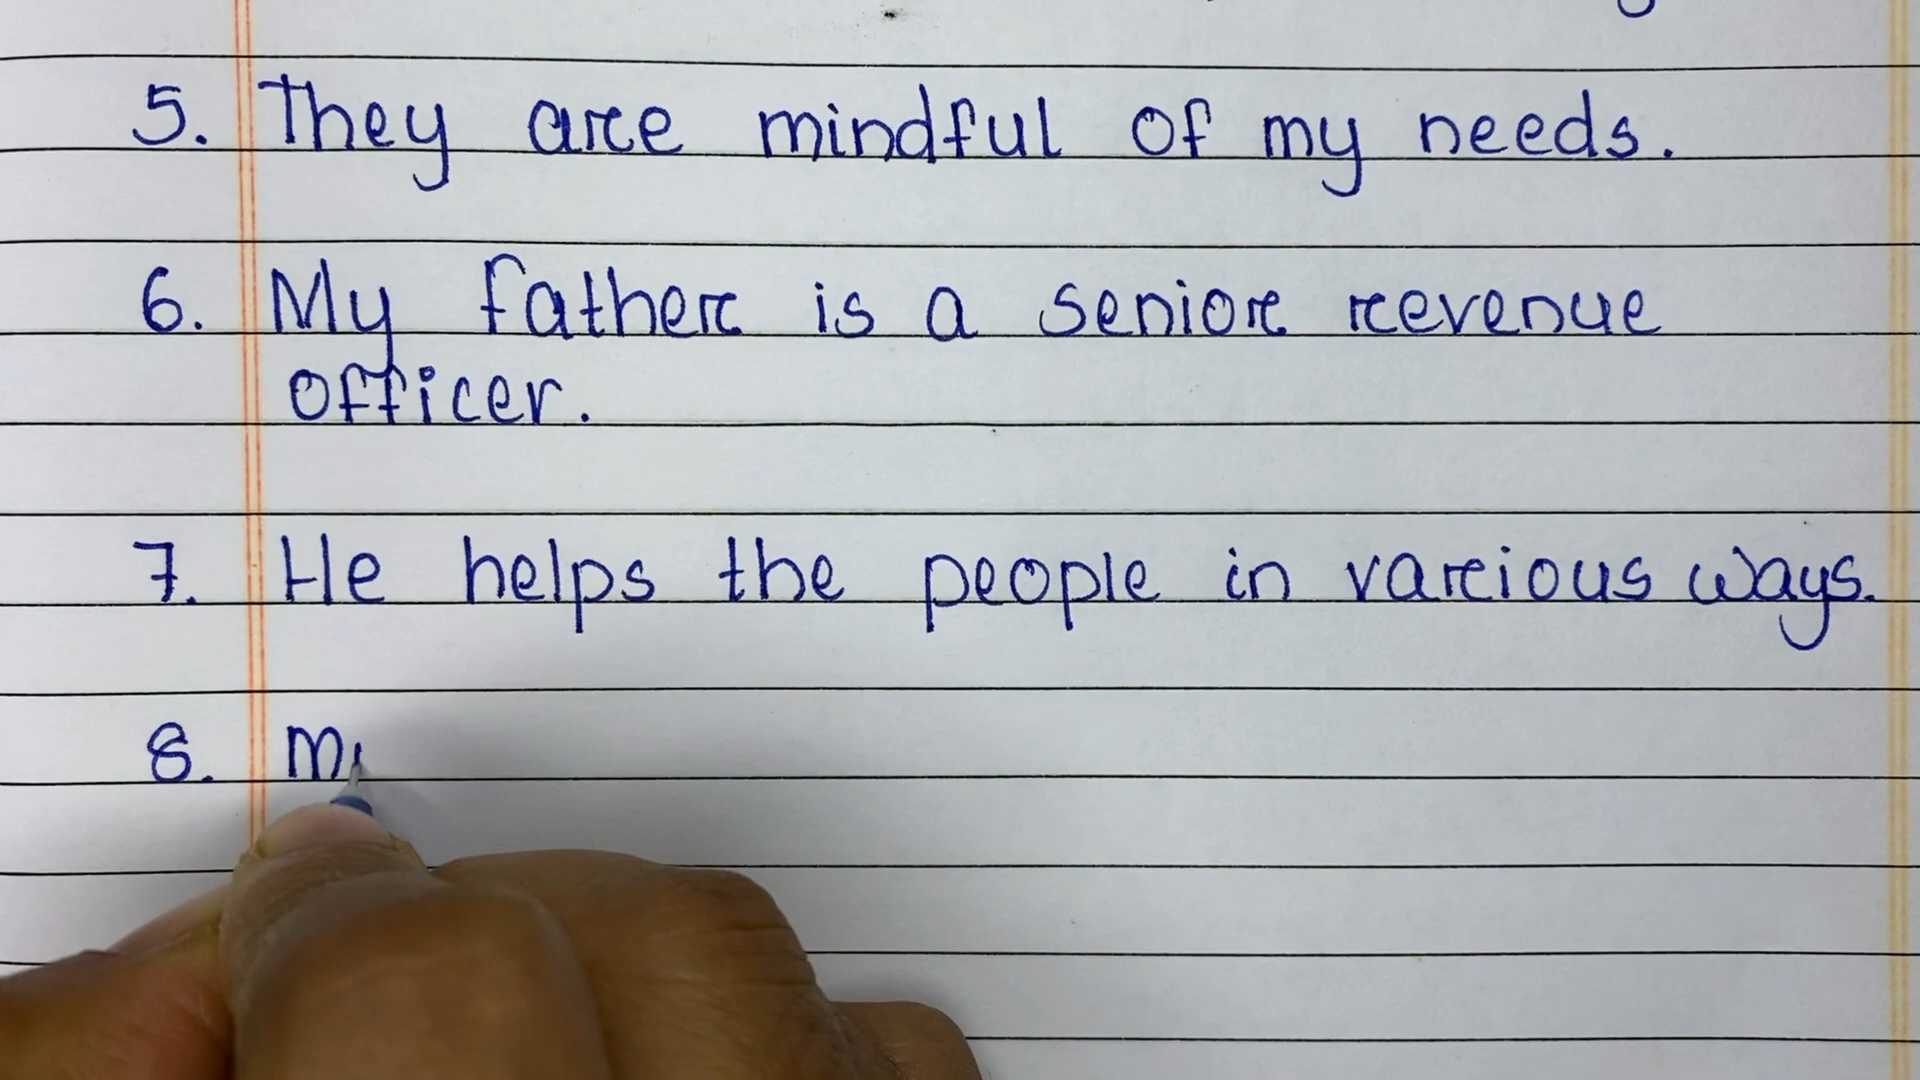 5. They are mindful of my needs.
6. My father is a senior revenue
officer.
7. He helps the people in various ways.
8.